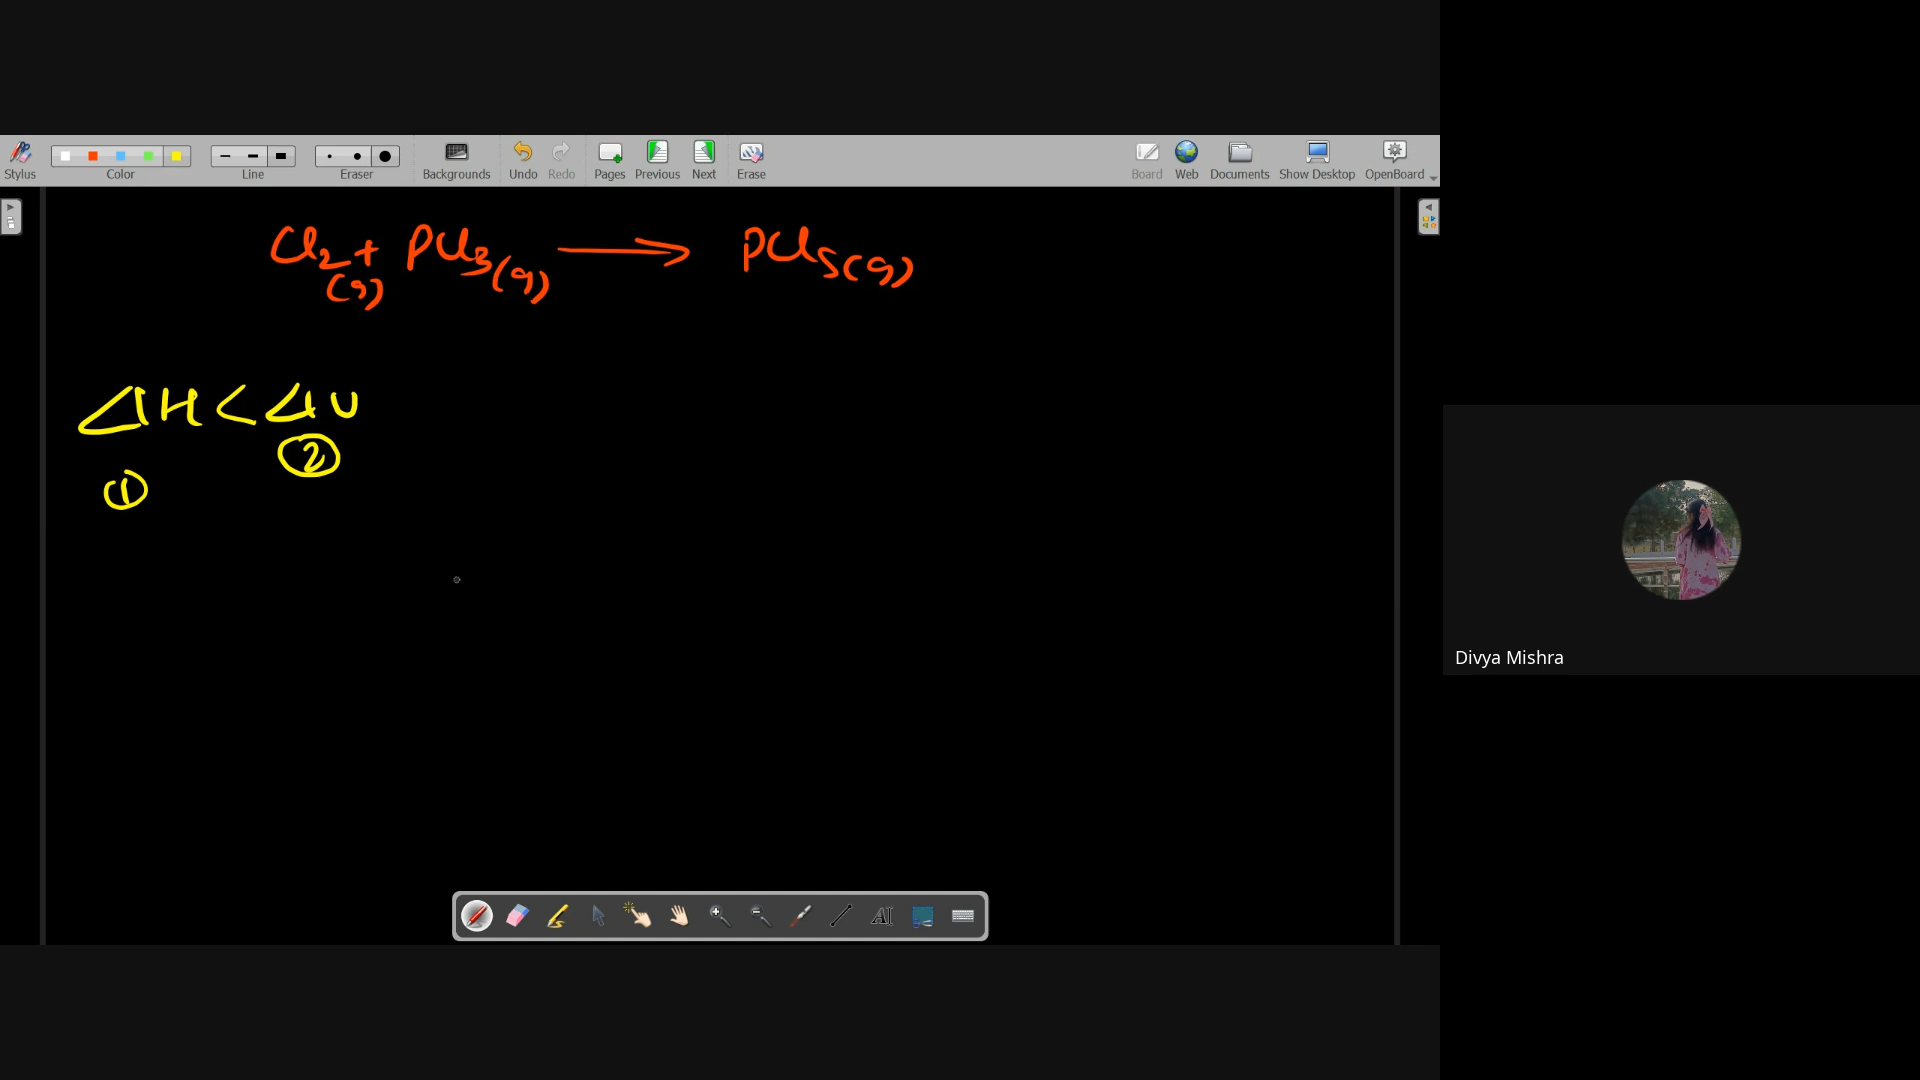 Stylus Color Line Eraser Backgrounds Undo Redo Pages Previous Next Erase Board Web Documents Show Desktop OpenBoard
Cl₂(g) + PCl₃(g) ⟶ PCl₅(g)
ΔH < ΔU
① ②
Divya Mishra